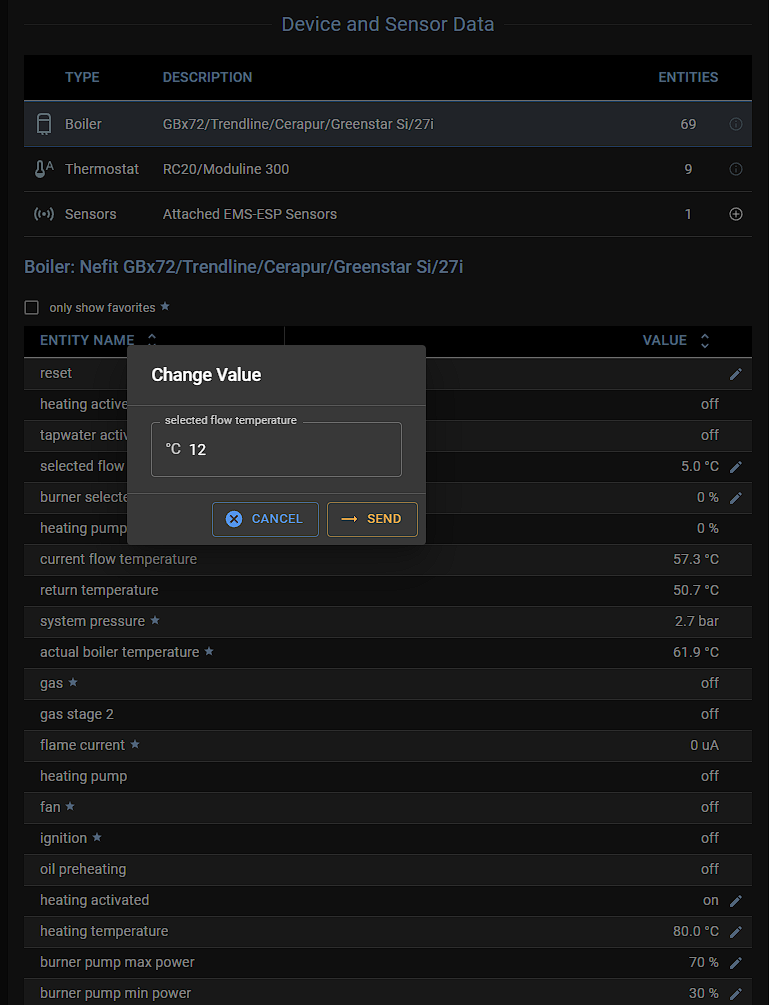 Device and Sensor Data
TYPE DESCRIPTION ENTITIES
Boiler GBx72/Trendline/Cerapur/Greenstar Si/27i 69
Thermostat RC20/Moduline 300 9
Sensors Attached EMS-ESP Sensors 1
Boiler: Nefit GBx72/Trendline/Cerapur/Greenstar Si/27i
only show favorites
ENTITY NAME VALUE
reset
heating active off
tapwater activ off
selected flow 5.0 °C
burner selecte 0 %
heating pump 0 %
Change Value
selected flow temperature
°C 12
CANCEL SEND
current flow temperature 57.3 °C
return temperature 50.7 °C
system pressure 2.7 bar
actual boiler temperature 61.9 °C
gas off
gas stage 2 off
flame current 0 uA
heating pump off
fan off
ignition off
oil preheating off
heating activated on
heating temperature 80.0 °C
burner pump max power 70 %
burner pump min power 30 %